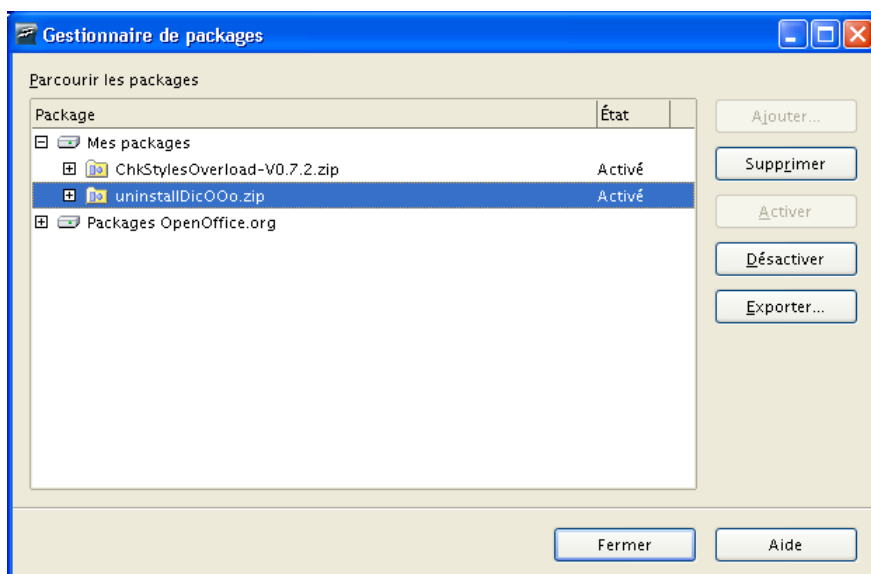 Gestionnaire de packages
Parcourir les packages
Package État
Mes packages
ChkStylesOverload-V0.7.2.zip Activé
uninstallDicOOo.zip Activé
Packages OpenOffice.org
Ajouter...
Supprimer
Activer
Désactiver
Exporter...
Fermer Aide